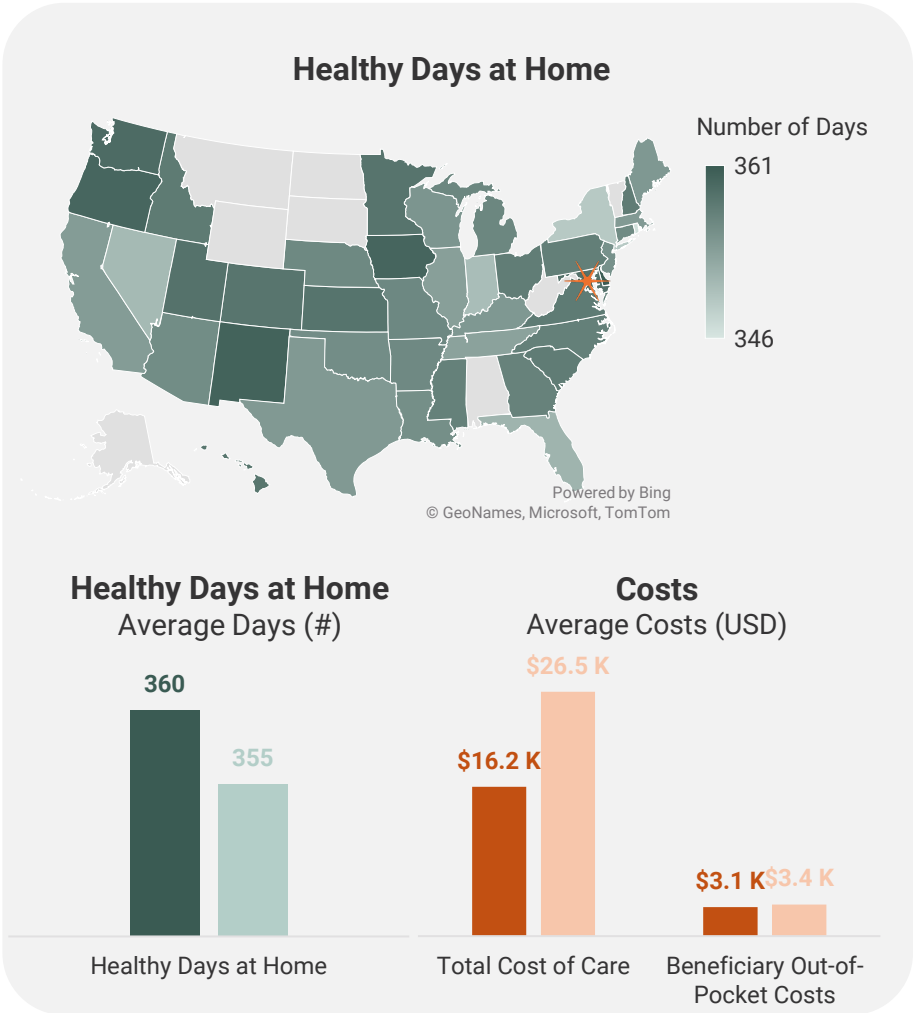 Healthy Days at Home
Number of Days
361
346
Powered by Bing
© GeoNames, Microsoft, TomTom
Healthy Days at Home
Average Days (#)
360
355
Healthy Days at Home
Costs
Average Costs (USD)
$26.5 K
$16.2 K
$3.1 K
$3.4 K
Total Cost of Care
Beneficiary Out-of-
Pocket Costs